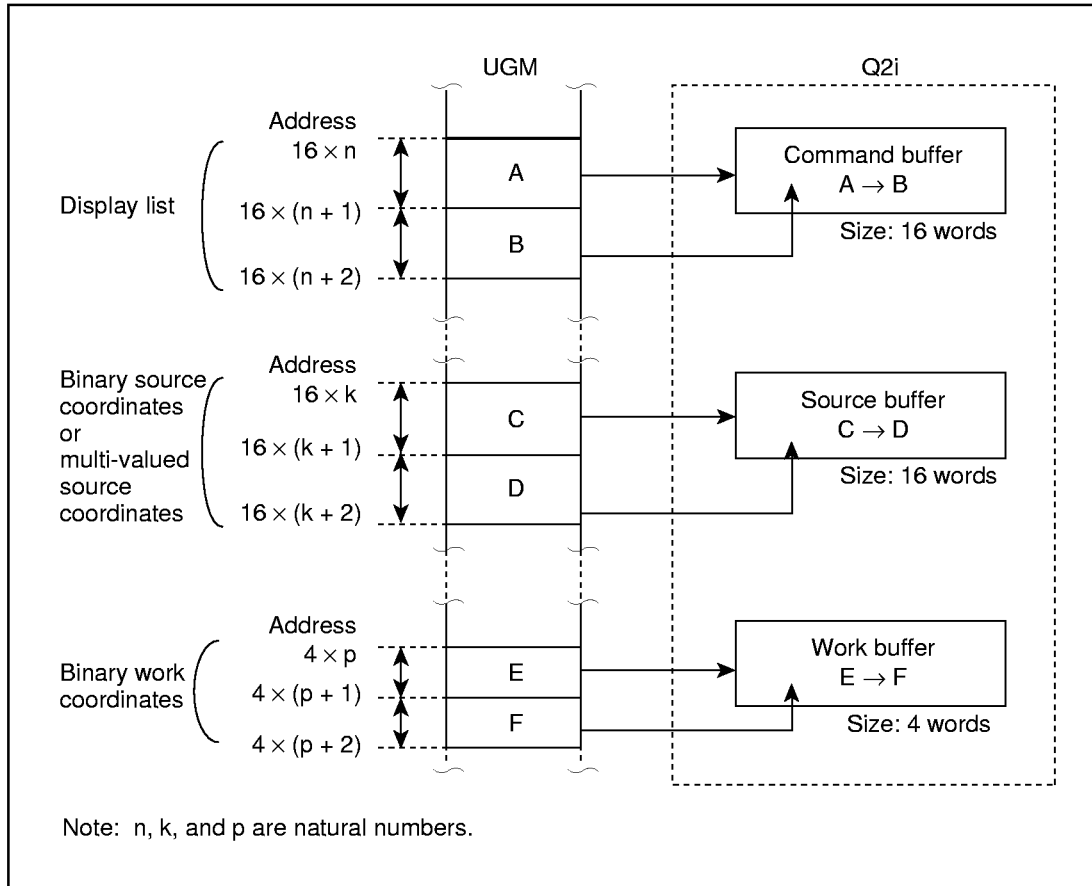 UGM
Q2i
Address
16 × n
Display list
16 × (n + 1)
16 × (n + 2)
A
B
Command buffer
A → B
Size: 16 words
Address
16 × k
Binary source
coordinates
or
multi-valued
source
coordinates
16 × (k + 1)
16 × (k + 2)
C
D
Source buffer
C → D
Size: 16 words
Address
4 × p
Binary work
coordinates
4 × (p + 1)
4 × (p + 2)
E
F
Work buffer
E → F
Size: 4 words
Note: n, k, and p are natural numbers.